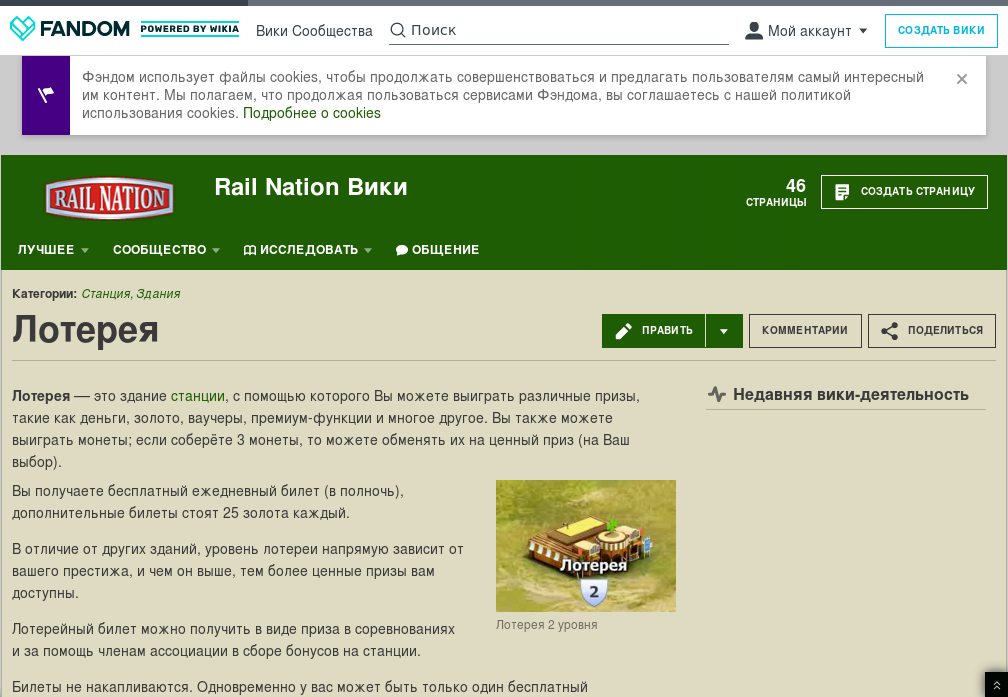 FANDOM POWERED BY WIKIA Вики Сообщества Поиск Мой аккаунт СОЗДАТЬ ВИКИ
Фэндом использует файлы cookies, чтобы продолжать совершенствоваться и предлагать пользователям самый интересный
им контент. Мы полагаем, что продолжая пользоваться сервисами Фэндома, вы соглашаетесь с нашей политикой
использования cookies. Подробнее о cookies
RAIL NATION
Rail Nation Вики
46
СТРАНИЦЫ
СОЗДАТЬ СТРАНИЦУ
ЛУЧШЕЕ СООБЩЕСТВО ИССЛЕДОВАТЬ ОБЩЕНИЕ
Категории: Станция, Здания
Лотерея
ПРАВИТЬ КОММЕНТАРИИ ПОДЕЛИТЬСЯ
Лотерея — это здание станции, с помощью которого Вы можете выиграть различные призы,
такие как деньги, золото, ваучеры, премиум-функции и многое другое. Вы также можете
выиграть монеты; если соберёте 3 монеты, то можете обменять их на ценный приз (на Ваш
выбор).
Вы получаете бесплатный ежедневный билет (в полночь),
дополнительные билеты стоят 25 золота каждый.
В отличие от других зданий, уровень лотереи напрямую зависит от
вашего престижа, и чем он выше, тем более ценные призы вам
доступны.
Лотерейный билет можно получить в виде приза в соревнованиях
и за помощь членам ассоциации в сборе бонусов на станции.
Билеты не накапливаются. Одновременно у вас может быть только один бесплатный
Лотерея
2
Лотерея 2 уровня
Недавняя вики-деятельность